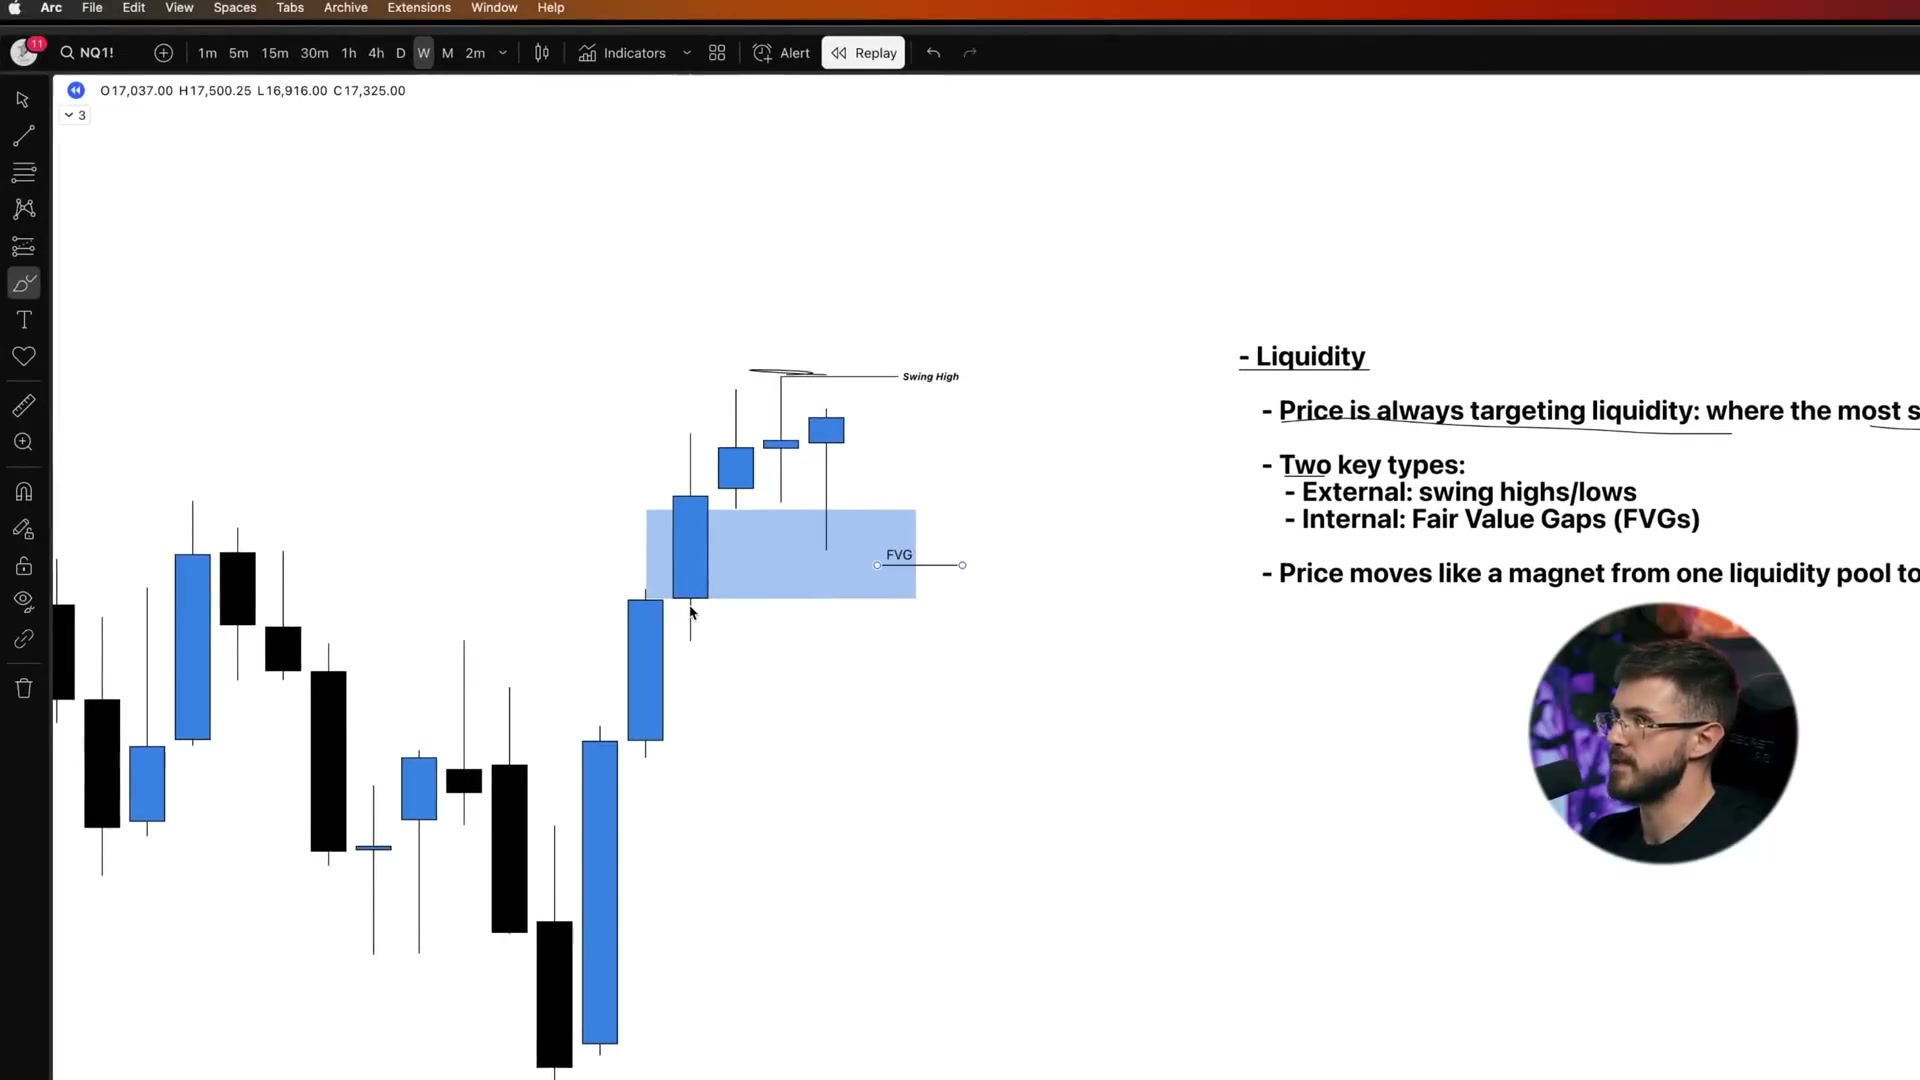 Arc File Edit View Spaces Tabs Archive Extensions Window Help
11 NQ1! 1m 5m 15m 30m 1h 4h D W M 2m Indicators Alert Replay
O17,037.00 H17,500.25 L16,916.00 C17,325.00
3
Swing High
FVG
- Liquidity
- Price is always targeting liquidity: where the most s
- Two key types:
- External: swing highs/lows
- Internal: Fair Value Gaps (FVGs)
- Price moves like a magnet from one liquidity pool to